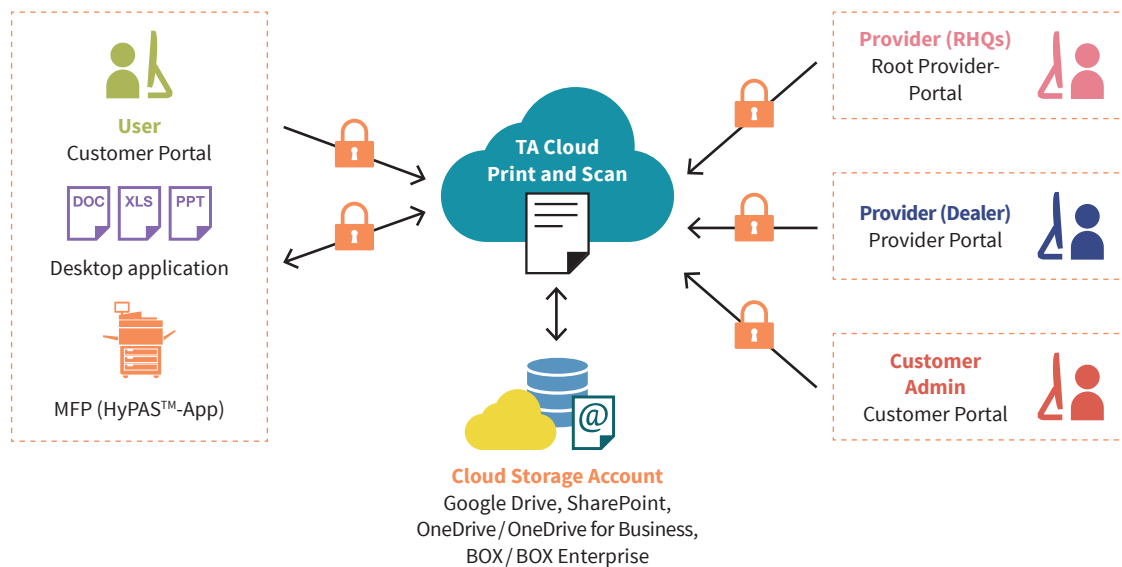 User
Customer Portal
DOC
XLS
PPT
Desktop application
MFP (HyPAS™-App)
TA Cloud
Print and Scan
@
Cloud Storage Account
Google Drive, SharePoint,
OneDrive/OneDrive for Business,
BOX/BOX Enterprise
Provider (RHQs)
Root Provider-
Portal
Provider (Dealer)
Provider Portal
Customer
Admin
Customer Portal